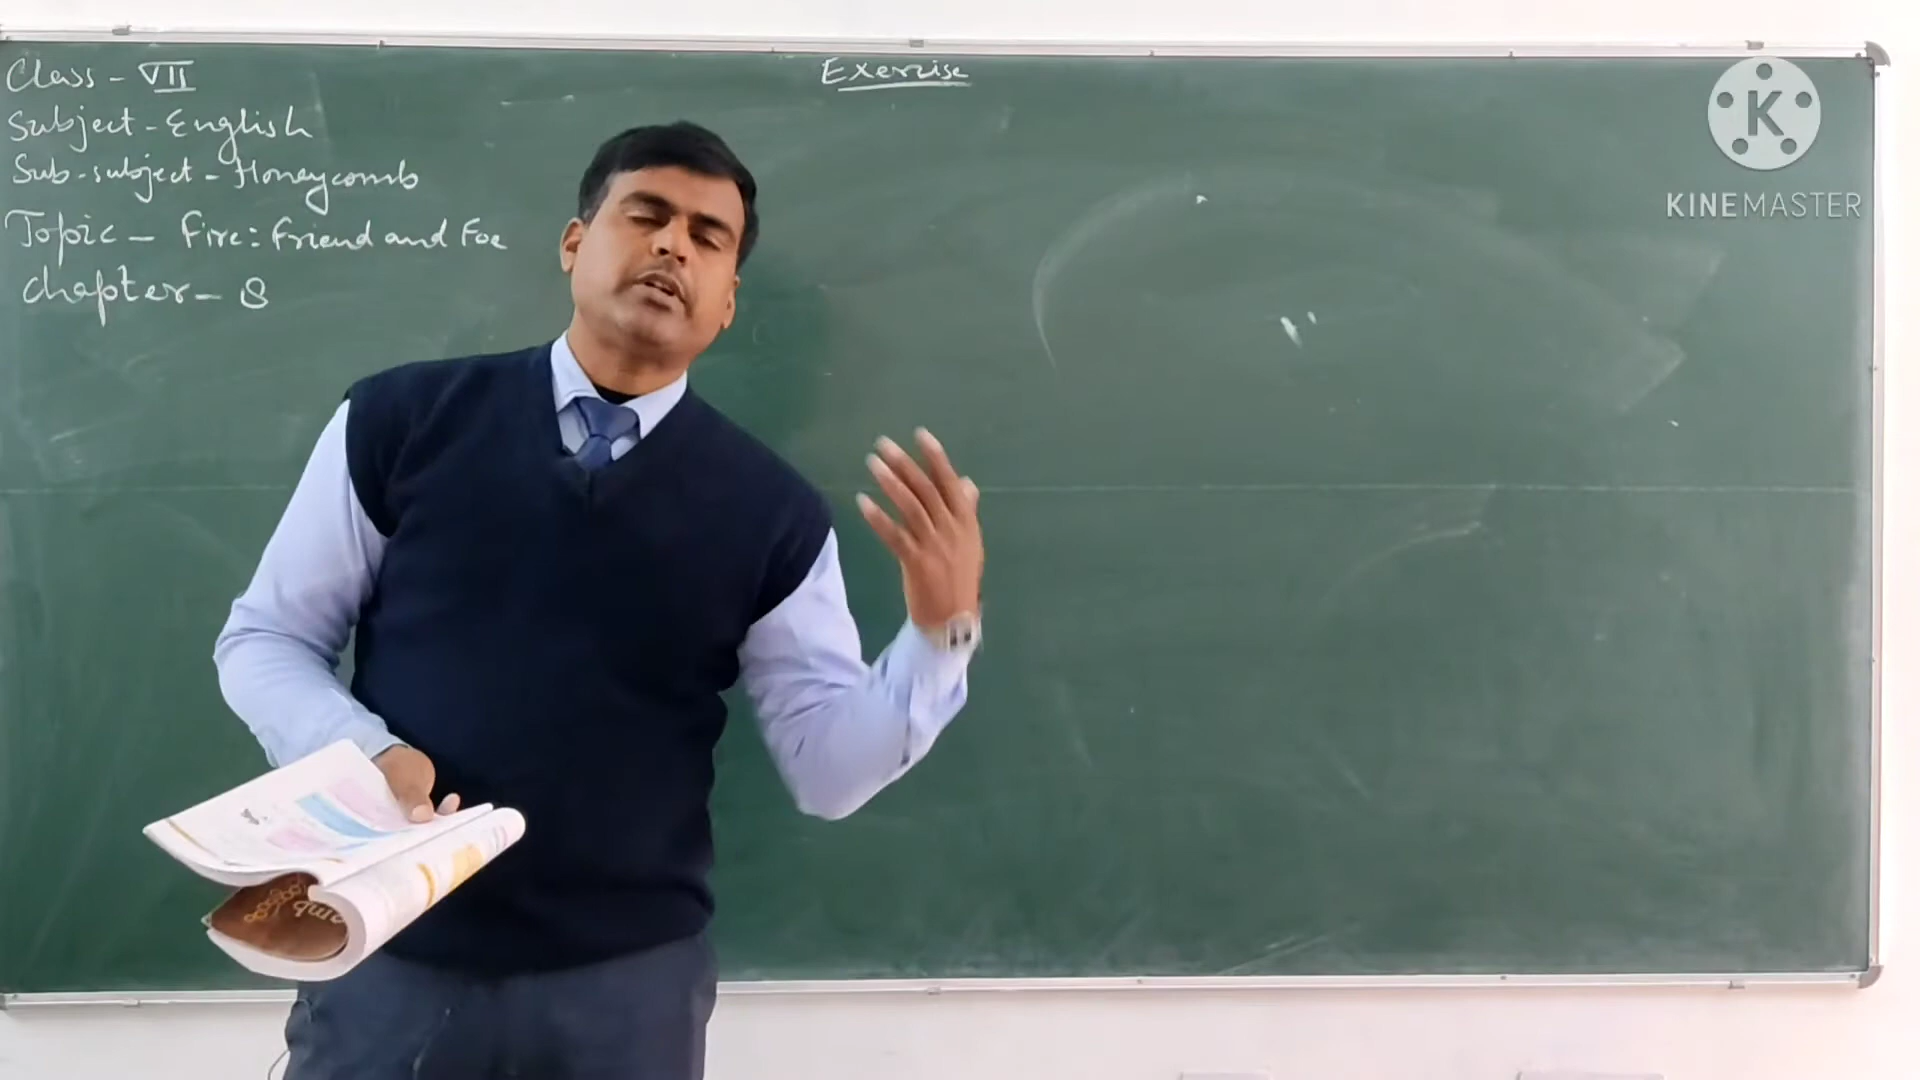 Class - VII
Subject - English
Sub-subject - Honeycomb
Topic - Fire: Friend and Foe
Chapter - 8
Exercise
K
KINEMASTER